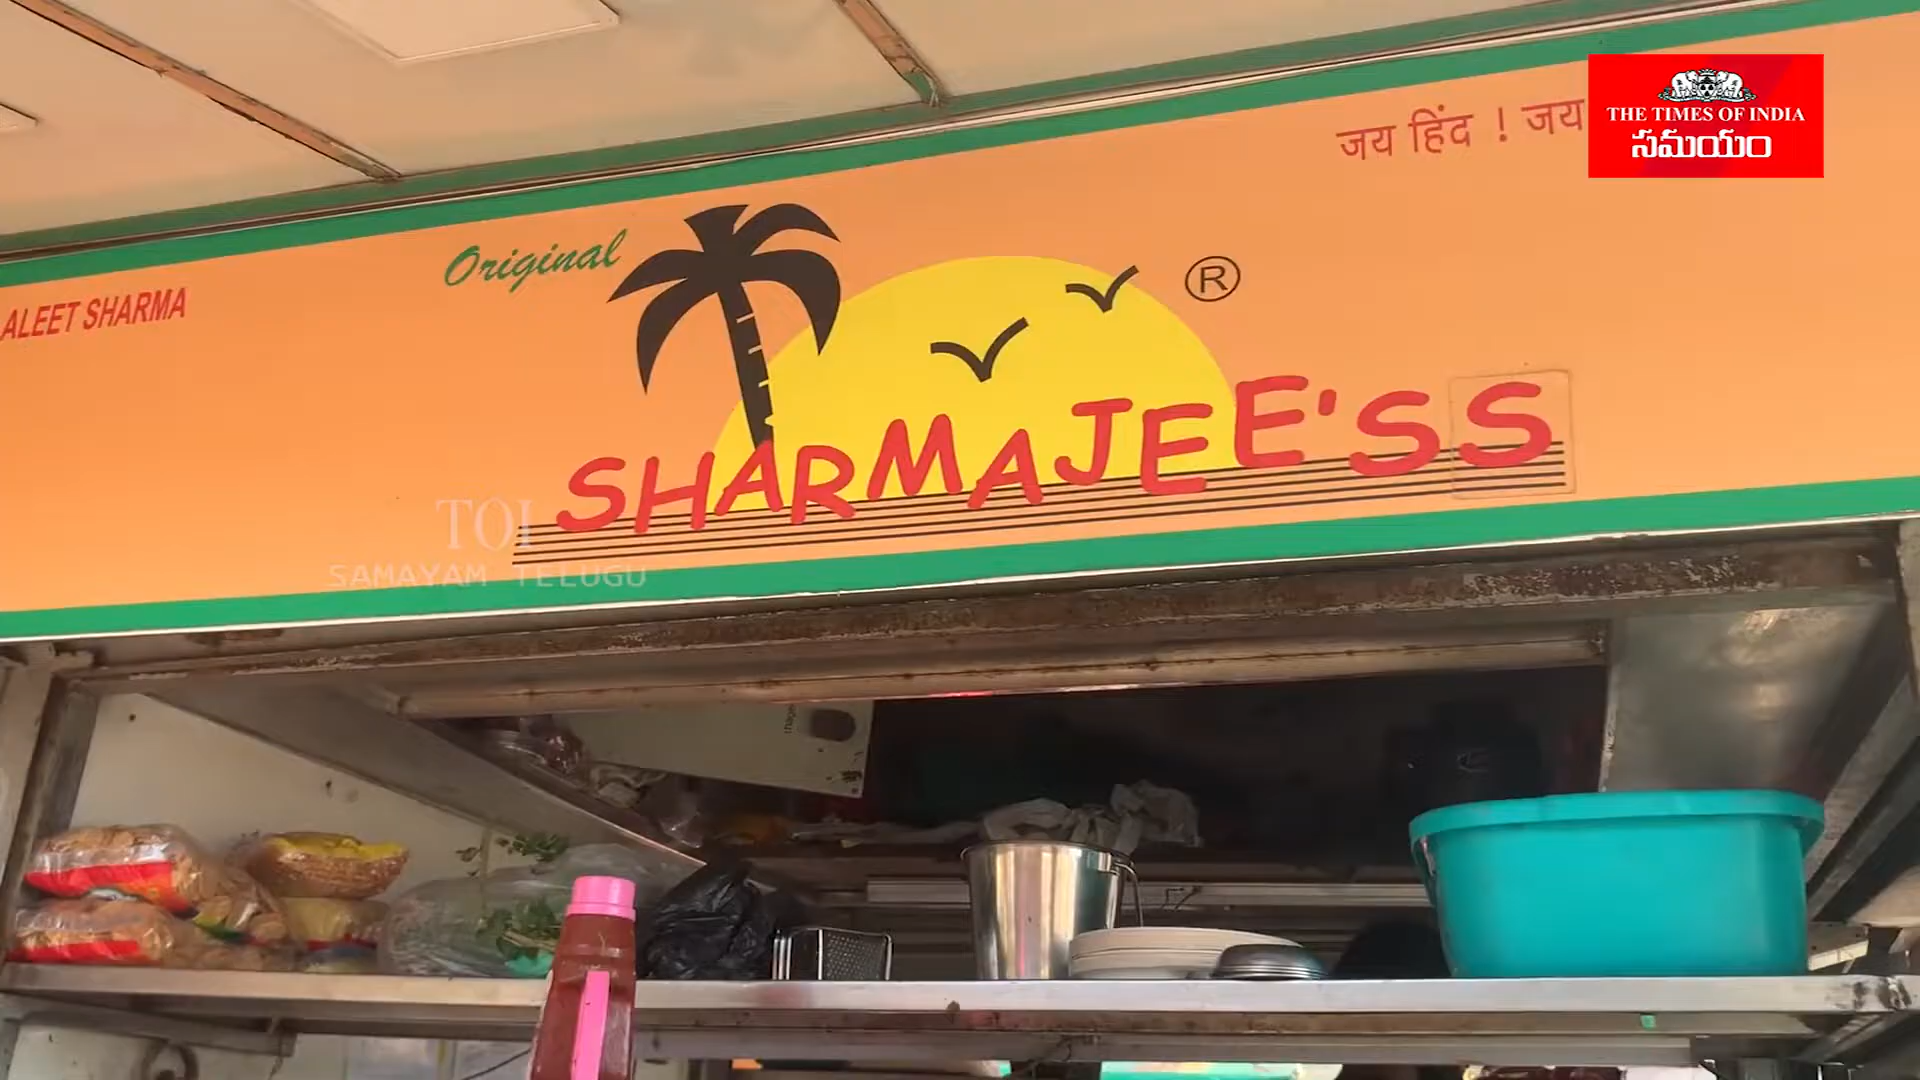 THE TIMES OF INDIA
సమయం
जय हिंद ! जय
Original
®
ALEET SHARMA
SHARMAJEE'SS
TOI
SAMAYAM TELUGU